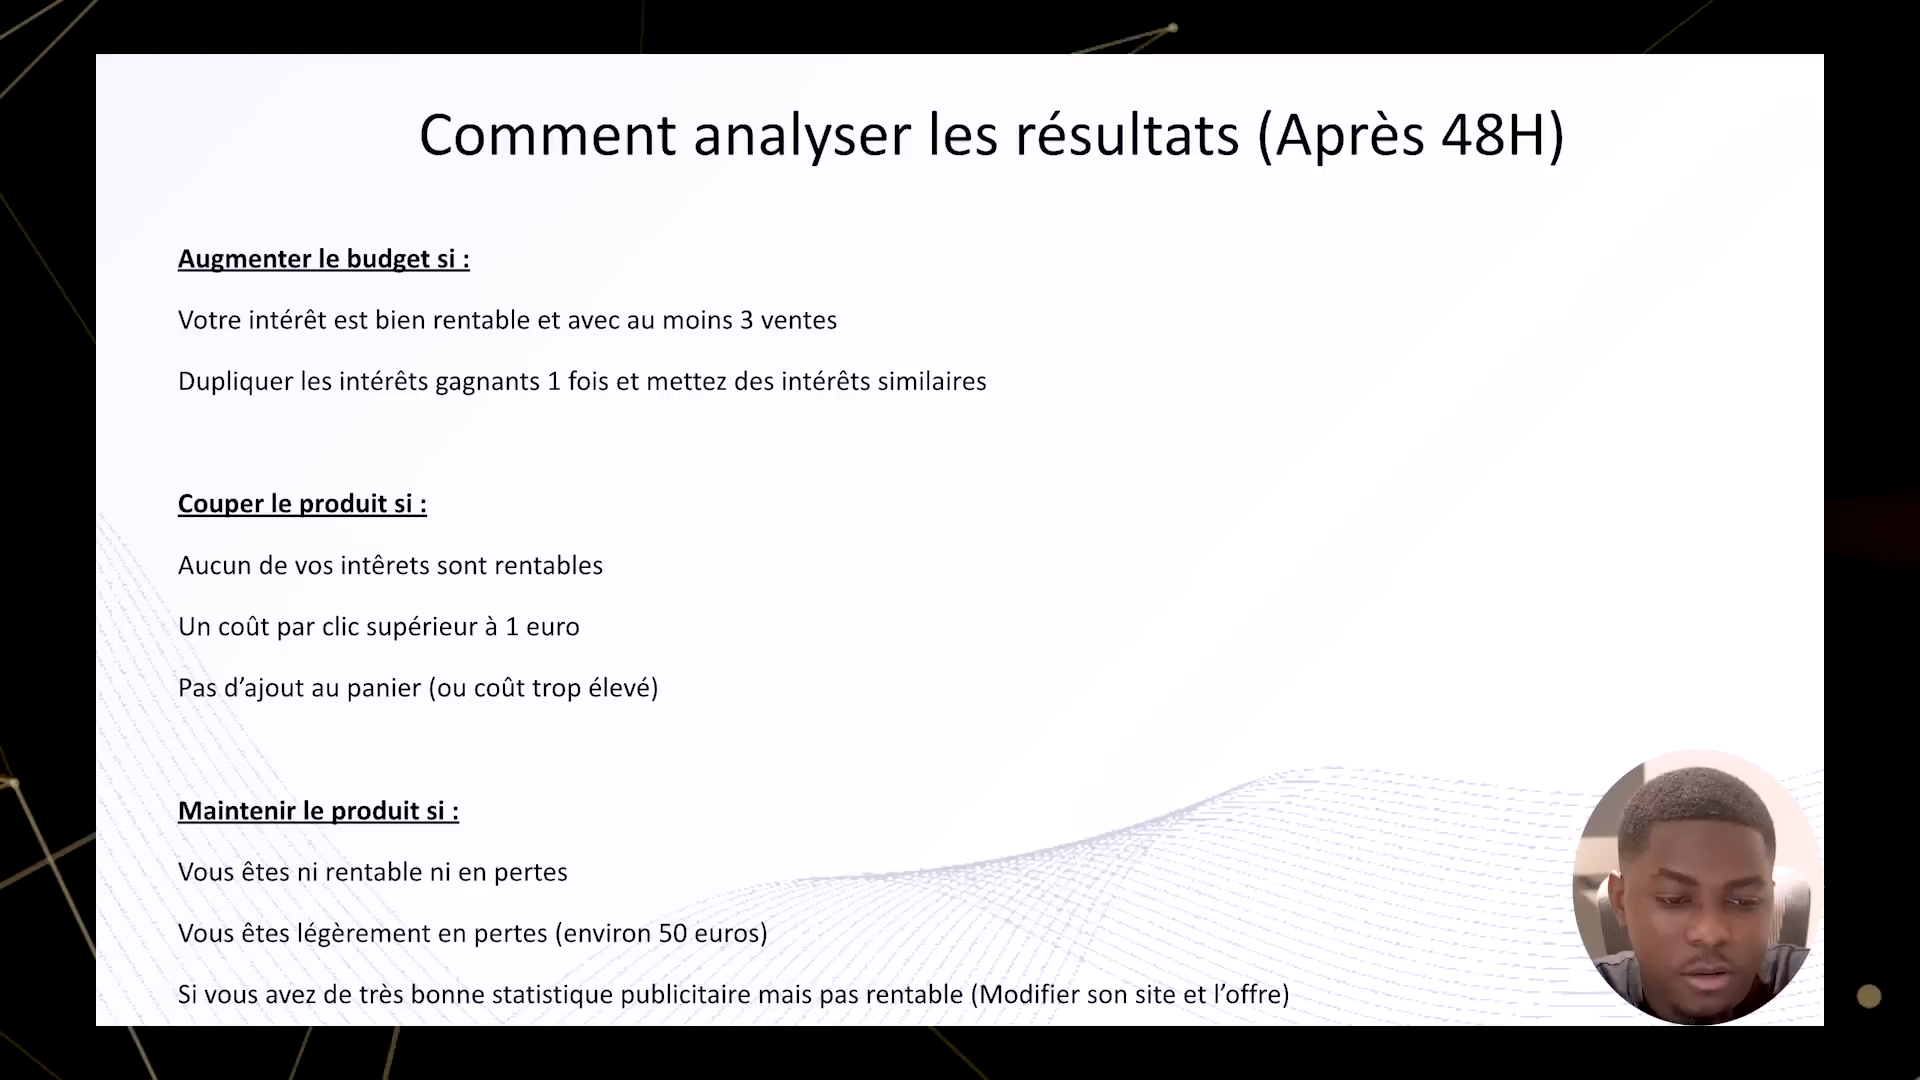 Comment analyser les résultats (Après 48H)
Augmenter le budget si :
Votre intérêt est bien rentable et avec au moins 3 ventes
Dupliquer les intérêts gagnants 1 fois et mettez des intérêts similaires
Couper le produit si :
Aucun de vos intêrets sont rentables
Un coût par clic supérieur à 1 euro
Pas d’ajout au panier (ou coût trop élevé)
Maintenir le produit si :
Vous êtes ni rentable ni en pertes
Vous êtes légèrement en pertes (environ 50 euros)
Si vous avez de très bonne statistique publicitaire mais pas rentable (Modifier son site et l’offre)